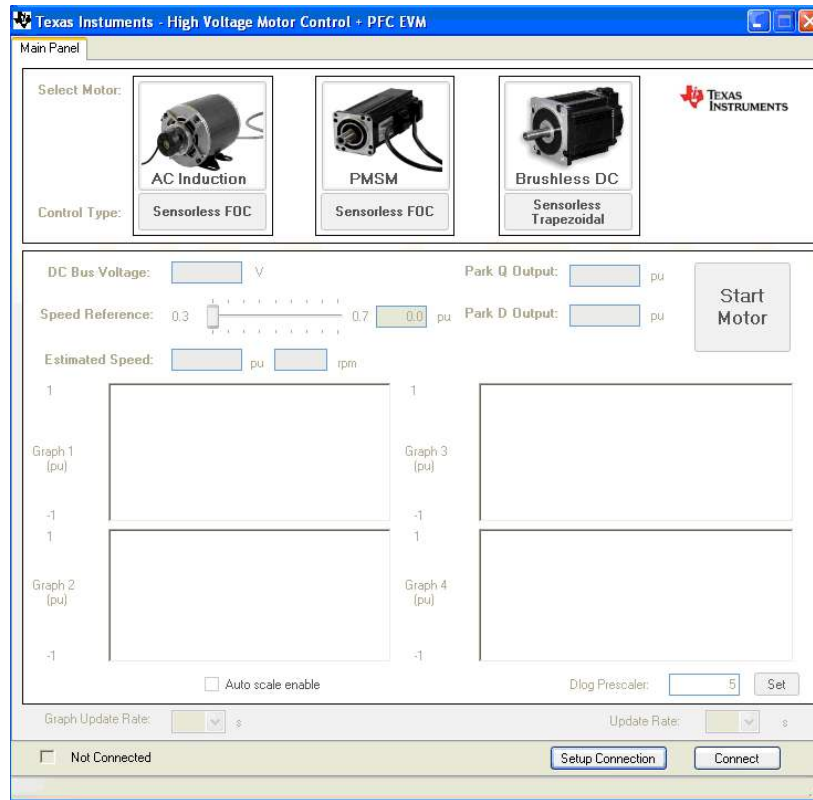 Texas Instuments - High Voltage Motor Control + PFC EVM
Main Panel
Select Motor:
AC Induction
PMSM
Brushless DC
TEXAS
INSTRUMENTS
Control Type:
Sensorless FOC
Sensorless FOC
Sensorless
Trapezoidal
DC Bus Voltage:
V
Park Q Output:
pu
Start
Motor
Speed Reference:
0.3
0.7
0.0
pu
Park D Output:
pu
Estimated Speed:
pu
rpm
1
Graph 1
(pu)
-1
1
Graph 3
(pu)
-1
1
Graph 2
(pu)
-1
1
Graph 4
(pu)
-1
Auto scale enable
Dlog Prescaler:
5
Set
Graph Update Rate:
s
Update Rate:
s
Not Connected
Setup Connection
Connect